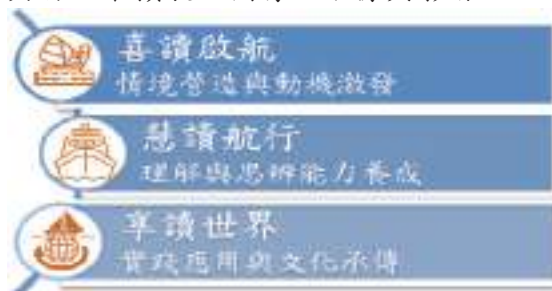 喜讀啟航
情境營造與動機激發
慧讀航行
理解與思辨能力養成
享讀世界
實踐應用與文化承傳